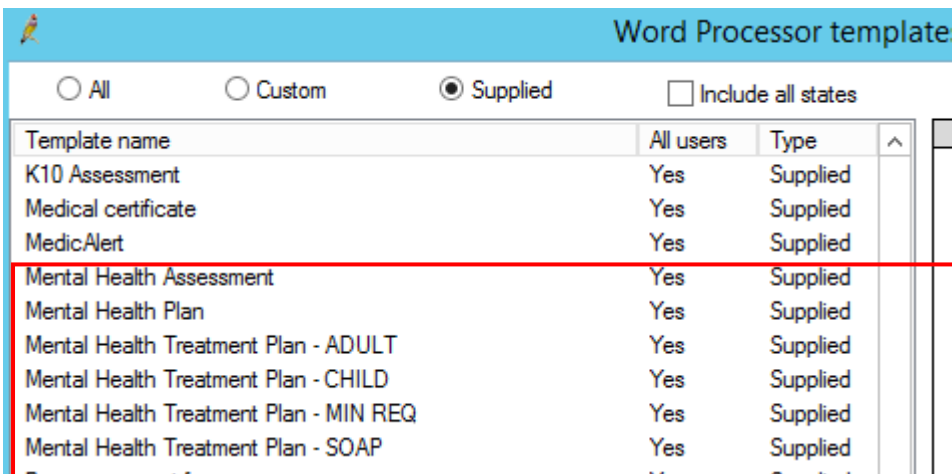 Word Processor template
All Custom Supplied Include all states
Template name All users Type
K10 Assessment Yes Supplied
Medical certificate Yes Supplied
MedicAlert Yes Supplied
Mental Health Assessment Yes Supplied
Mental Health Plan Yes Supplied
Mental Health Treatment Plan - ADULT Yes Supplied
Mental Health Treatment Plan - CHILD Yes Supplied
Mental Health Treatment Plan - MIN REQ Yes Supplied
Mental Health Treatment Plan - SOAP Yes Supplied